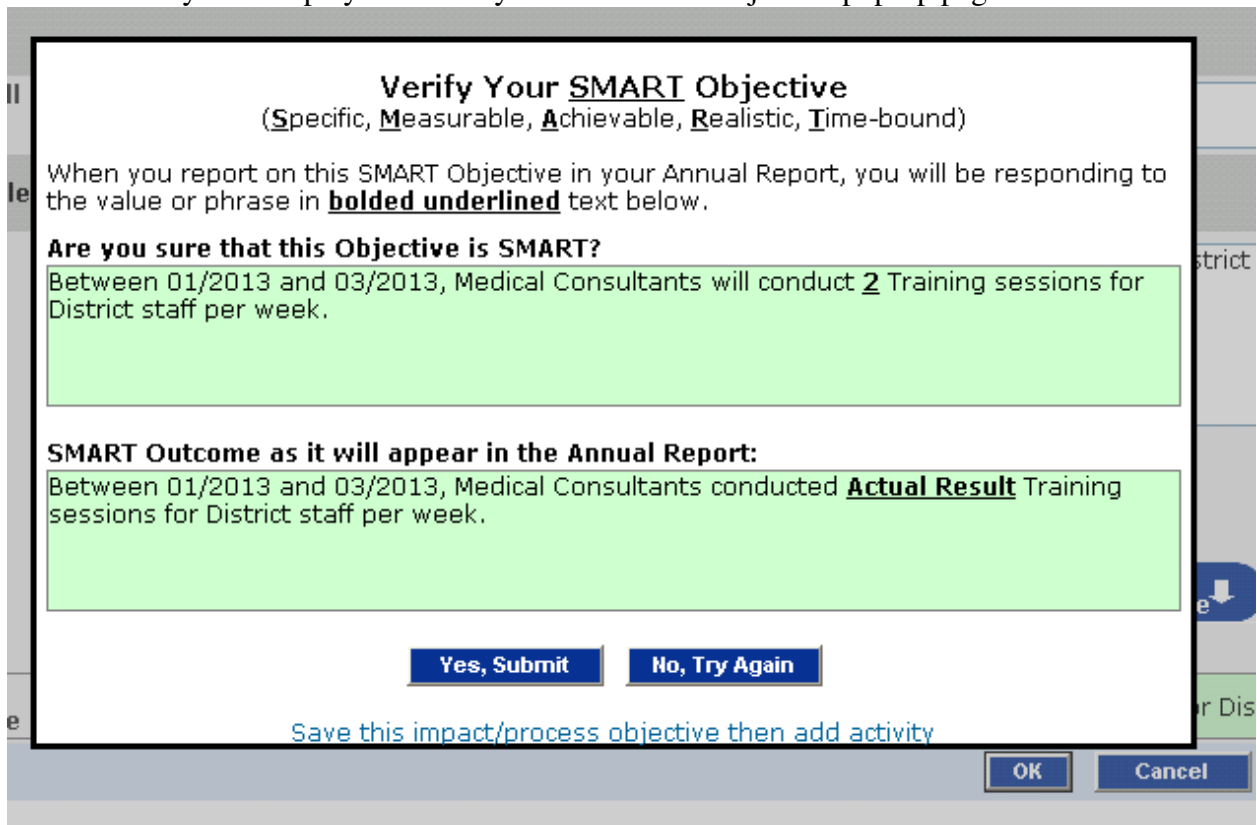 Verify Your SMART Objective
(Specific, Measurable, Achievable, Realistic, Time-bound)
When you report on this SMART Objective in your Annual Report, you will be responding to
the value or phrase in bolded underlined text below.
Are you sure that this Objective is SMART?
Between 01/2013 and 03/2013, Medical Consultants will conduct 2 Training sessions for
District staff per week.
SMART Outcome as it will appear in the Annual Report:
Between 01/2013 and 03/2013, Medical Consultants conducted Actual Result Training
sessions for District staff per week.
Yes, Submit No, Try Again
Save this impact/process objective then add activity
OK Cancel